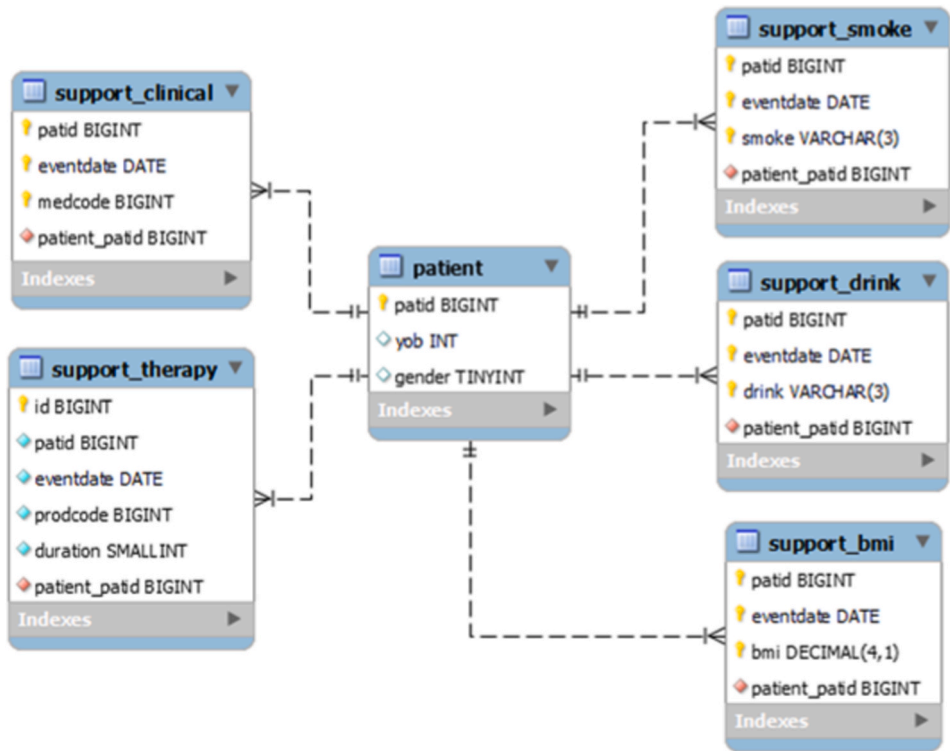 support_clinical
patid BIGINT
eventdate DATE
medcode BIGINT
patient_patid BIGINT
Indexes
support_therapy
id BIGINT
patid BIGINT
eventdate DATE
prodcode BIGINT
duration SMALLINT
patient_patid BIGINT
Indexes
patient
patid BIGINT
yob INT
gender TINYINT
Indexes
support_smoke
patid BIGINT
eventdate DATE
smoke VARCHAR(3)
patient_patid BIGINT
Indexes
support_drink
patid BIGINT
eventdate DATE
drink VARCHAR(3)
patient_patid BIGINT
Indexes
support_bmi
patid BIGINT
eventdate DATE
bmi DECIMAL(4,1)
patient_patid BIGINT
Indexes